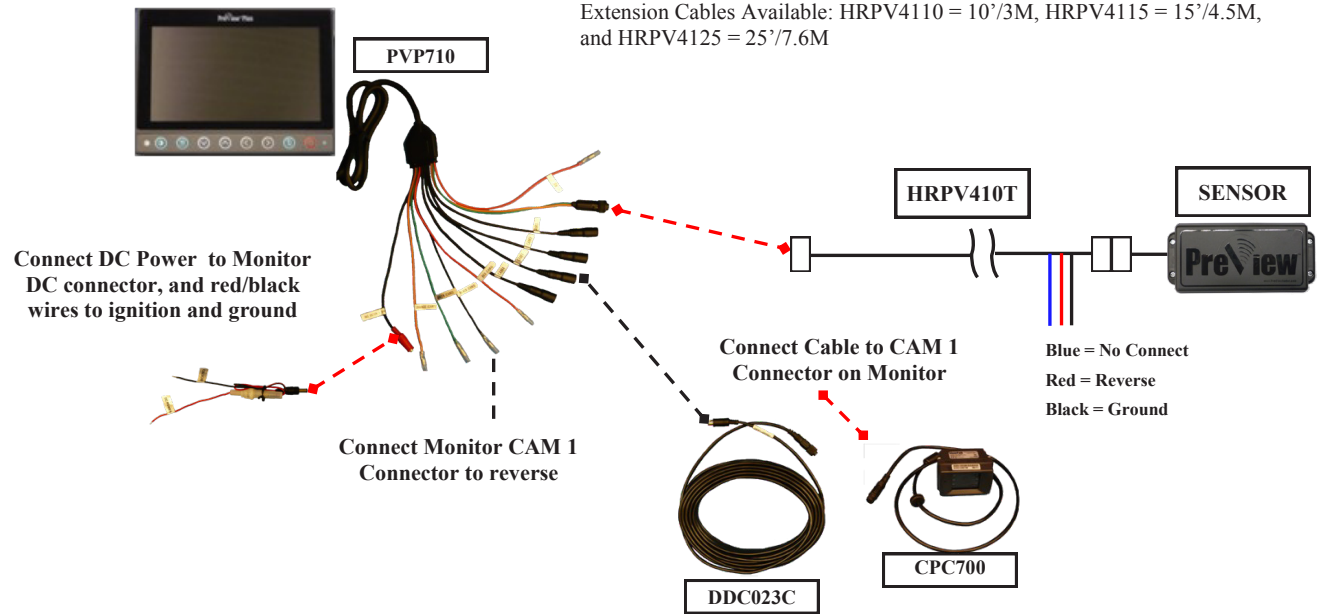 Extension Cables Available: HRPV4110 = 10’/3M, HRPV4115 = 15’/4.5M,
and HRPV4125 = 25’/7.6M
PreView Plus
PVP710
HRPV410T
SENSOR
PreView
Connect DC Power to Monitor
DC connector, and red/black
wires to ignition and ground
Connect Cable to CAM 1
Connector on Monitor
Blue = No Connect
Red = Reverse
Black = Ground
Connect Monitor CAM 1
Connector to reverse
DDC023C
CPC700